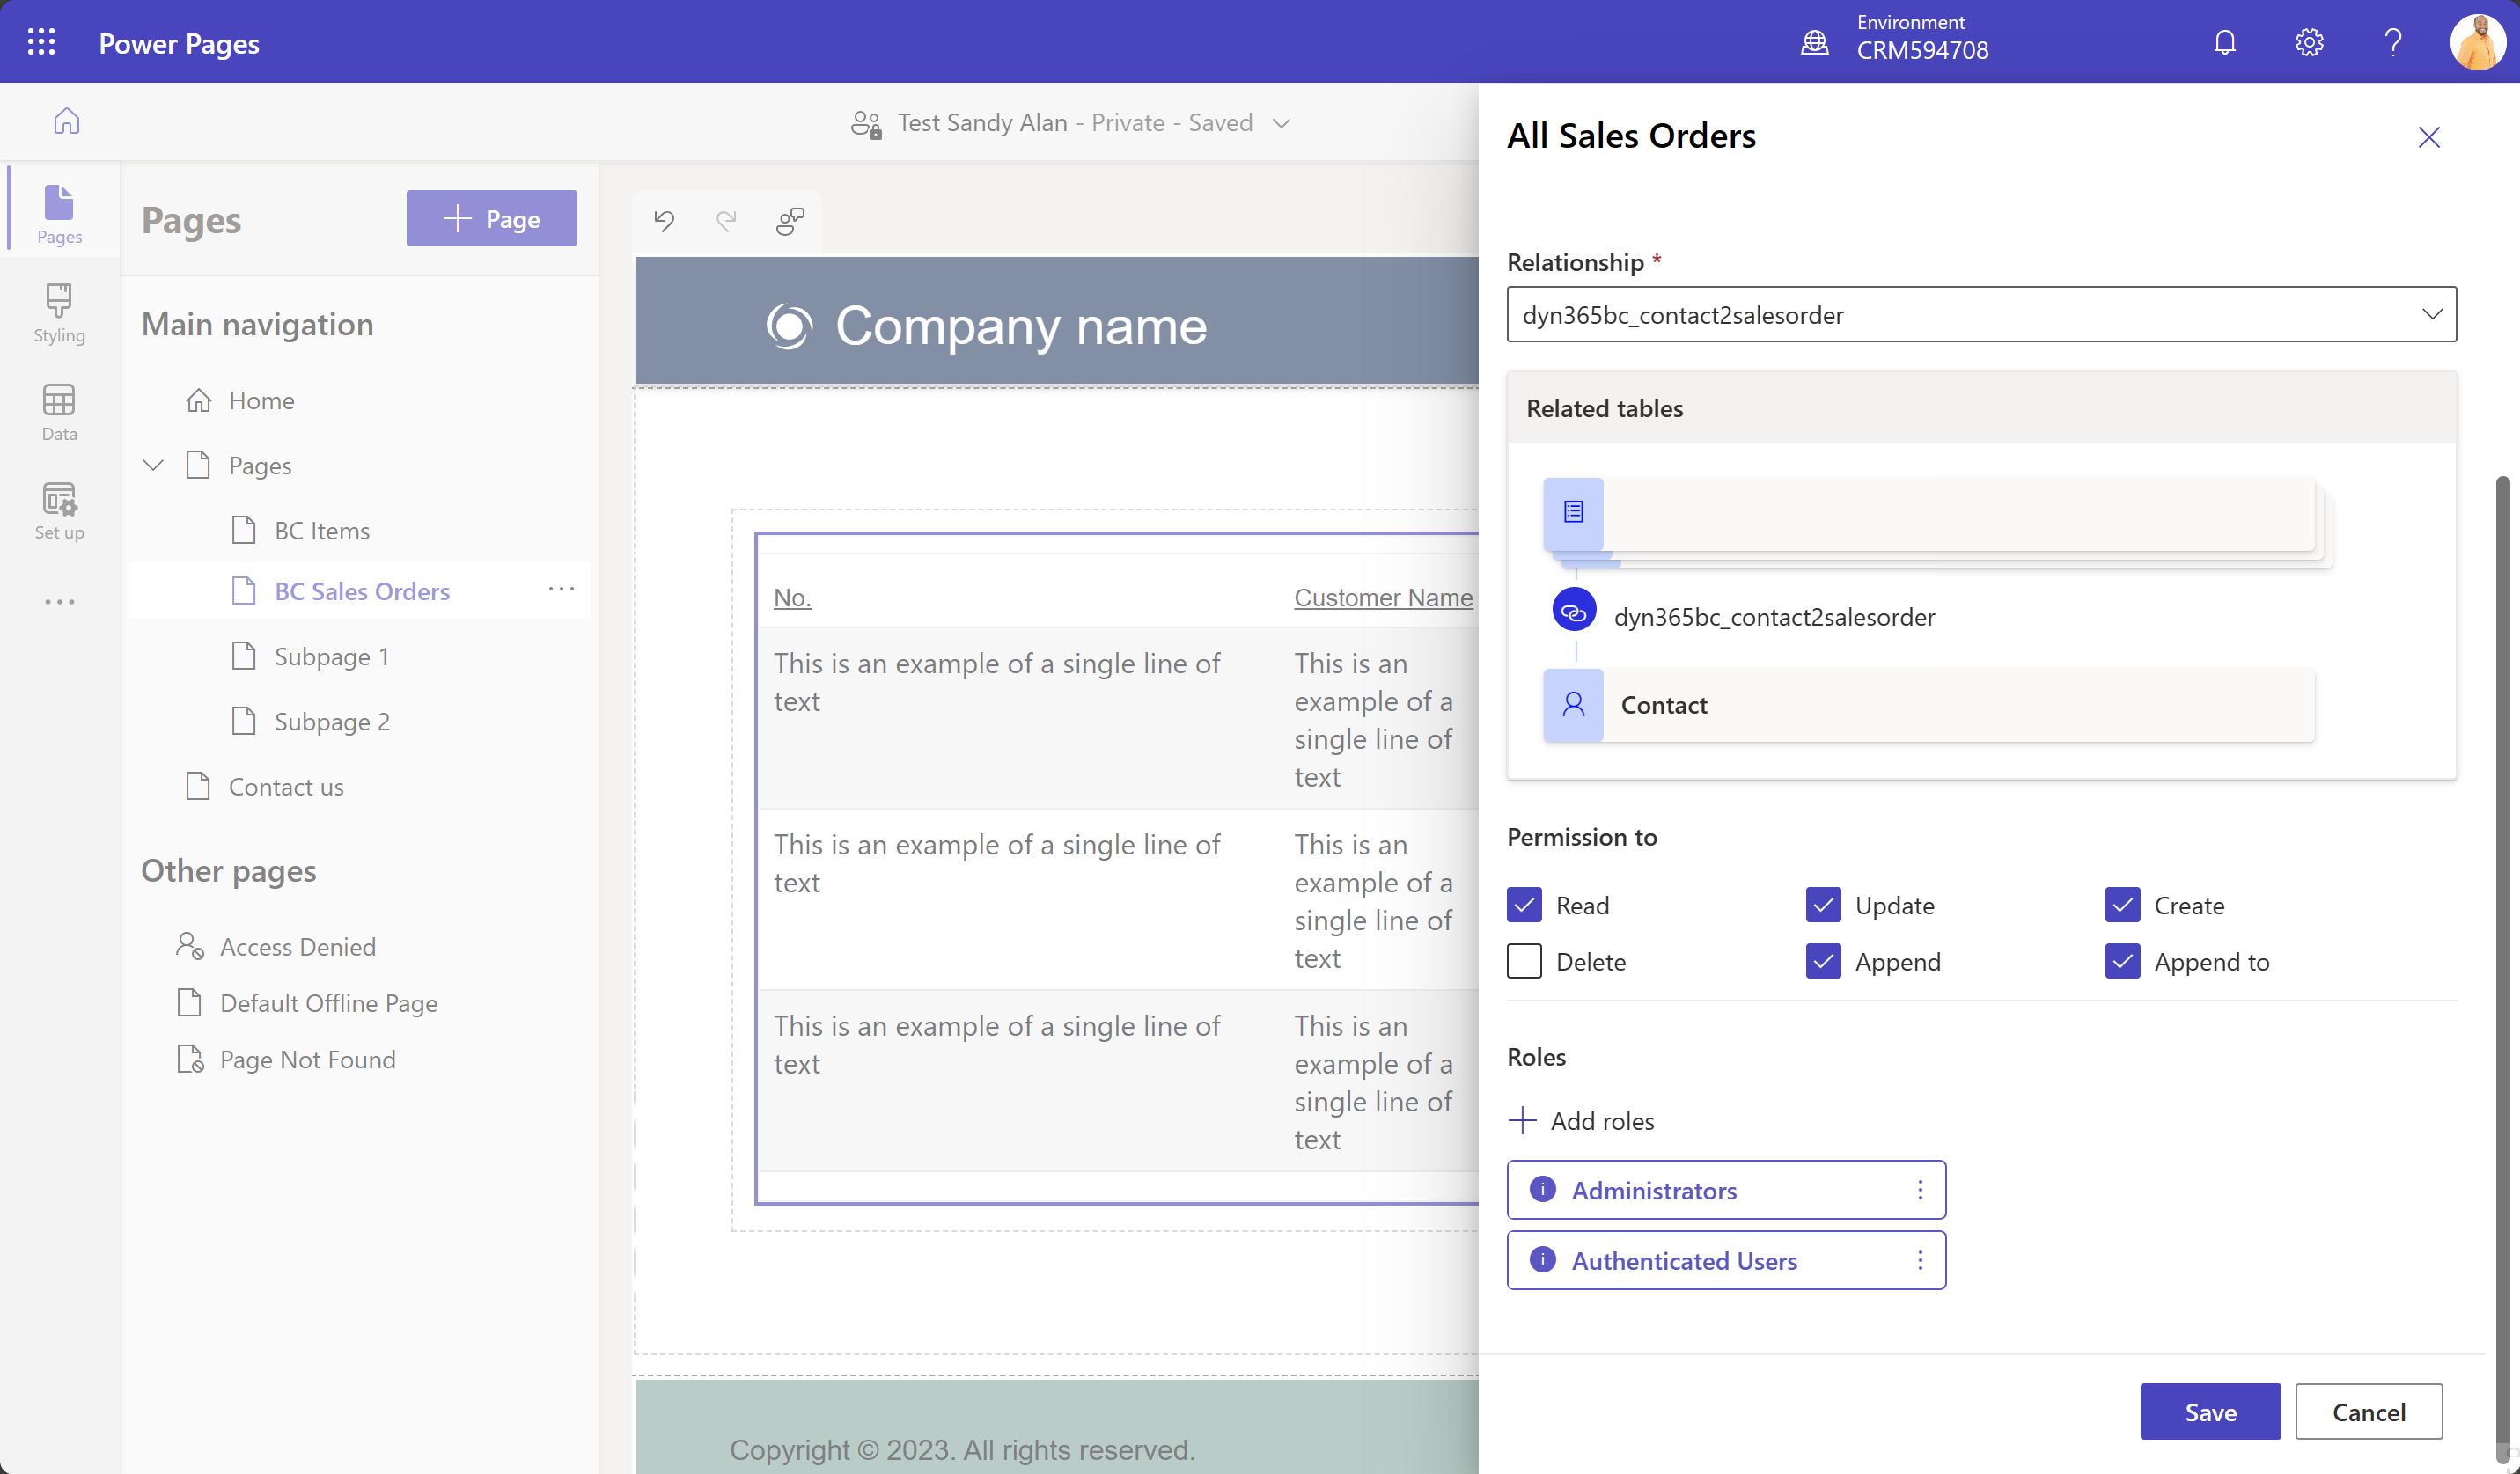 Power Pages
Environment
CRM594708
Test Sandy Alan - Private - Saved
Pages
Styling
Data
Set up
Pages
Page
Main navigation
Home
Pages
BC Items
BC Sales Orders
Subpage 1
Subpage 2
Contact us
Other pages
Access Denied
Default Offline Page
Page Not Found
Company name
No.
Customer Name
This is an example of a single line of
text
This is an
example of a
single line of
text
This is an example of a single line of
text
This is an
example of a
single line of
text
This is an example of a single line of
text
This is an
example of a
single line of
text
Copyright © 2023. All rights reserved.
All Sales Orders
Relationship *
dyn365bc_contact2salesorder
Related tables
dyn365bc_contact2salesorder
Contact
Permission to
Read
Update
Create
Delete
Append
Append to
Roles
Add roles
Administrators
Authenticated Users
Save
Cancel